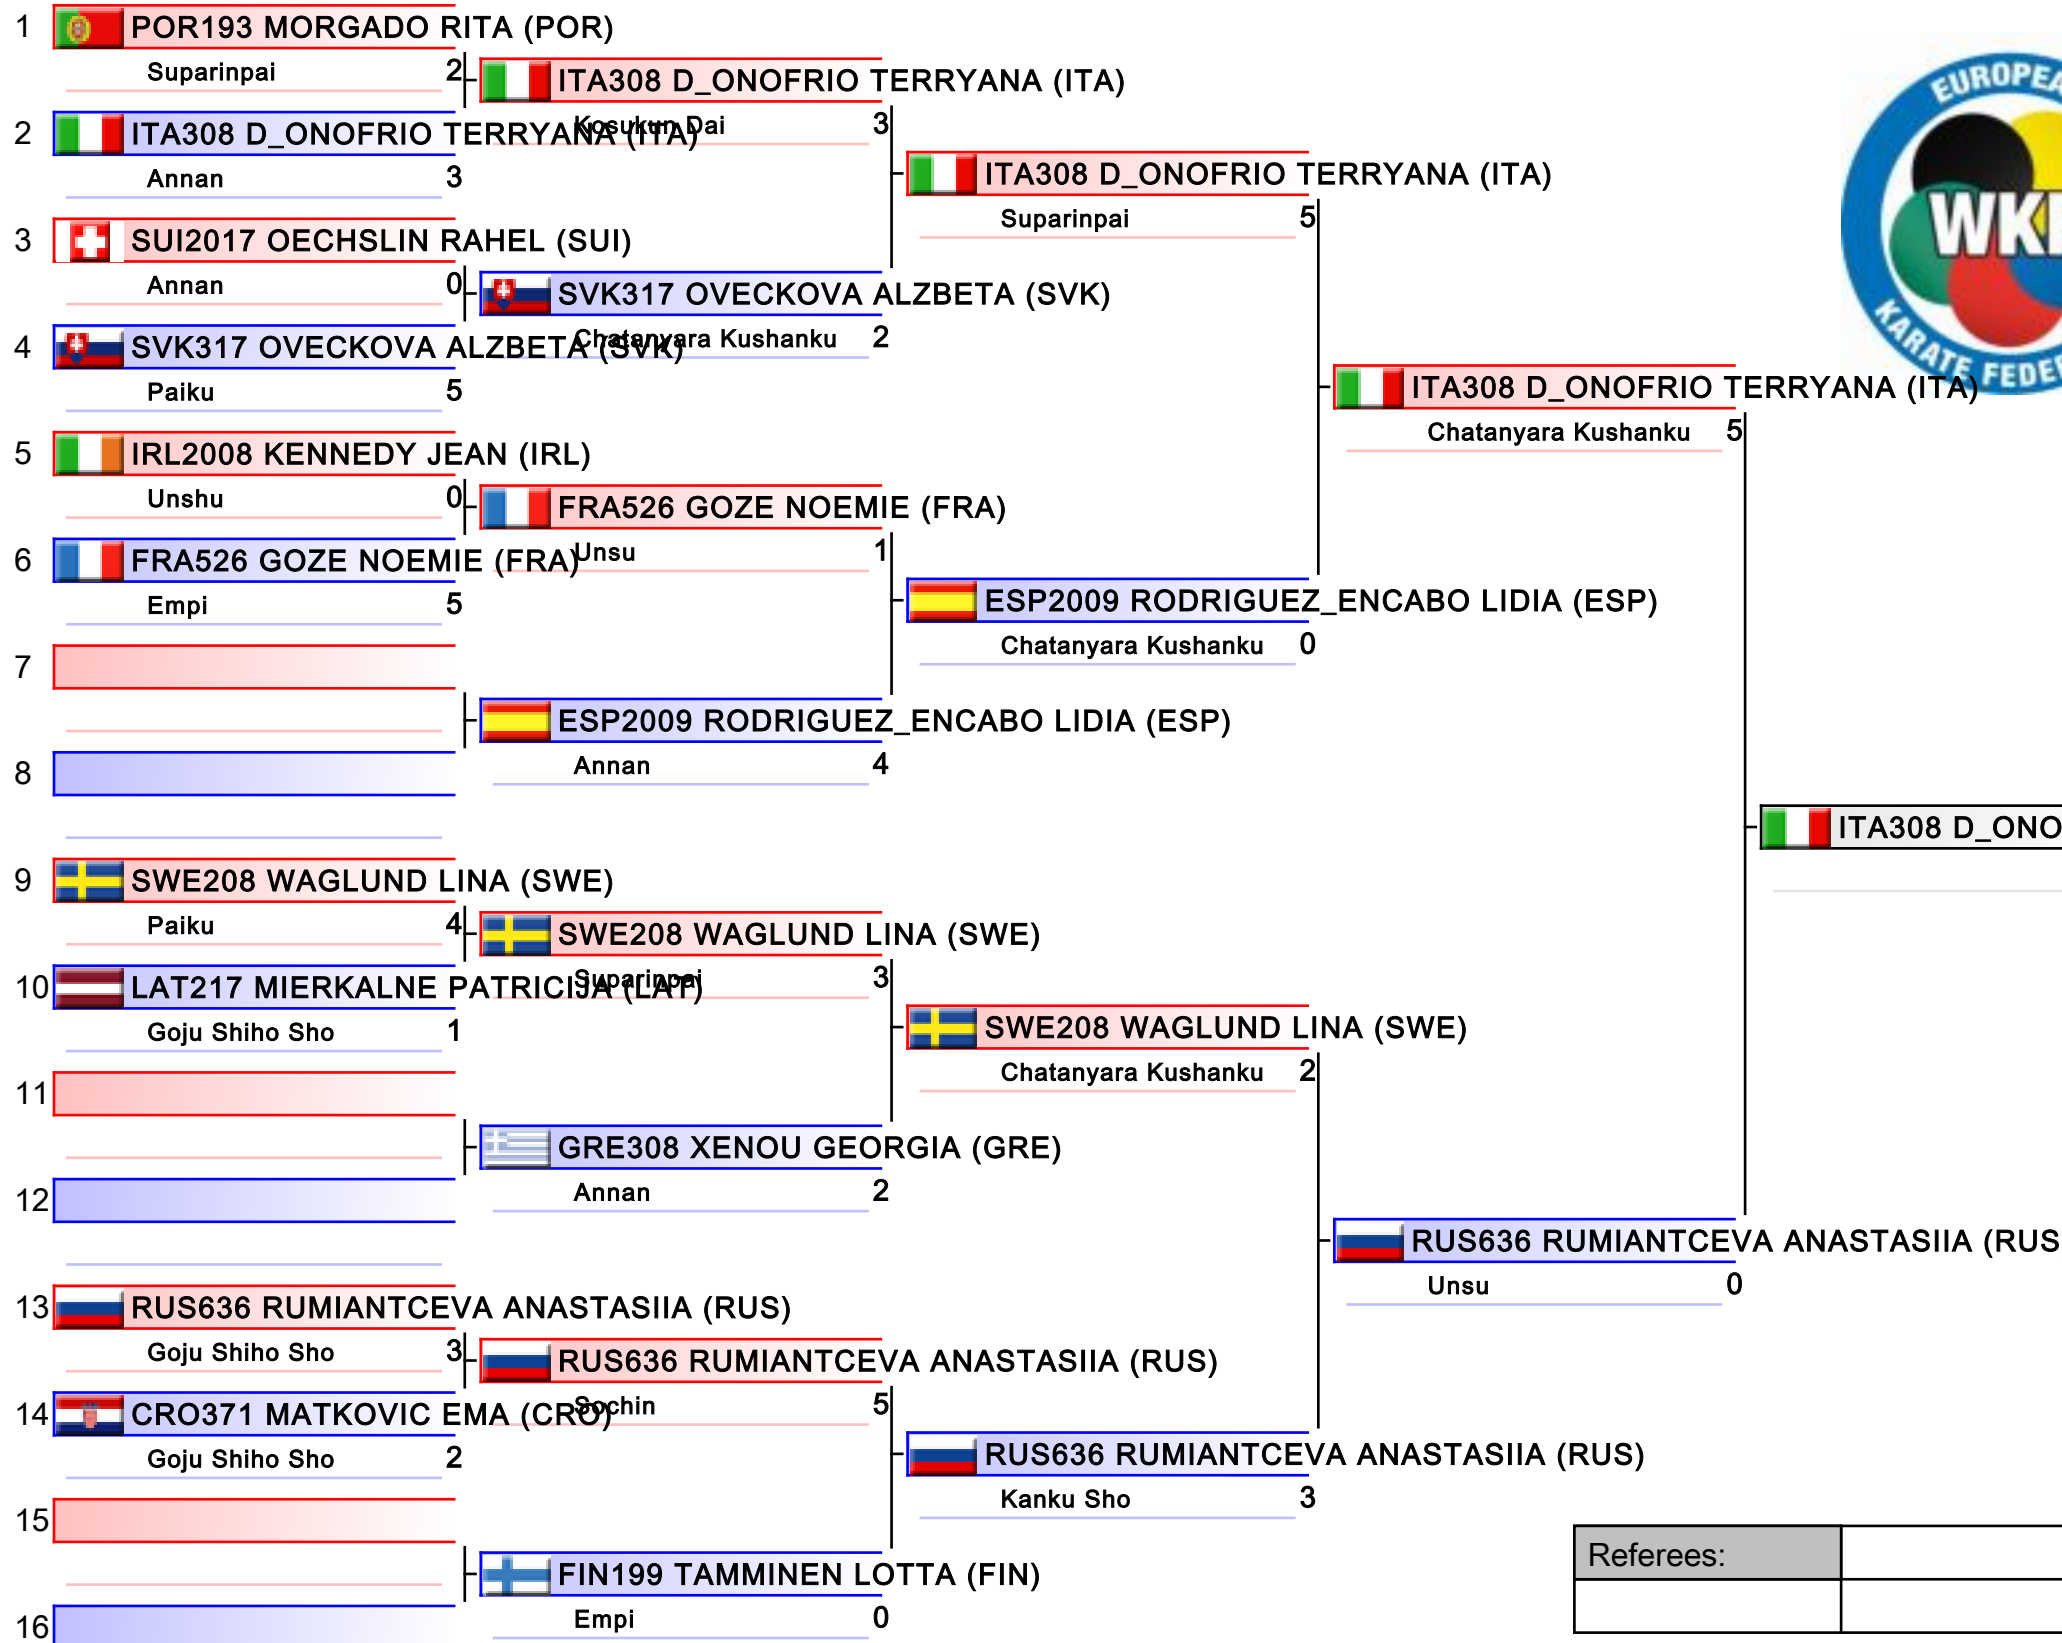 1
POR193 MORGADO RITA (POR)
Suparinpai 2
2
ITA308 D_ONOFRIO TERRYANA (ITA)
Annan 3
3
SUI2017 OECHSLIN RAHEL (SUI)
Annan 0
4
SVK317 OVECKOVA ALZBETA (SVK)
Paiku 5
5
IRL2008 KENNEDY JEAN (IRL)
Unshu 0
6
FRA526 GOZE NOEMIE (FRA)
Empi 5
7
8
9
SWE208 WAGLUND LINA (SWE)
Paiku 4
10
LAT217 MIERKALNE PATRICIJA (LAT)
Goju Shiho Sho 1
11
12
13
RUS636 RUMIANTCEVA ANASTASIIA (RUS)
Goju Shiho Sho 3
14
CRO371 MATKOVIC EMA (CRO)
Goju Shiho Sho 2
15
16
ITA308 D_ONOFRIO TERRYANA (ITA)
Kosukun Dai 3
SVK317 OVECKOVA ALZBETA (SVK)
Chatanyara Kushanku 2
FRA526 GOZE NOEMIE (FRA)
Unsu 1
ESP2009 RODRIGUEZ_ENCABO LIDIA (ESP)
Annan 4
SWE208 WAGLUND LINA (SWE)
Suparinpai 3
GRE308 XENOU GEORGIA (GRE)
Annan 2
RUS636 RUMIANTCEVA ANASTASIIA (RUS)
Sochin 5
FIN199 TAMMINEN LOTTA (FIN)
Empi 0
ITA308 D_ONOFRIO TERRYANA (ITA)
Suparinpai 5
ESP2009 RODRIGUEZ_ENCABO LIDIA (ESP)
Chatanyara Kushanku 0
SWE208 WAGLUND LINA (SWE)
Chatanyara Kushanku 2
RUS636 RUMIANTCEVA ANASTASIIA (RUS)
Kanku Sho 3
ITA308 D_ONOFRIO TERRYANA (ITA)
Chatanyara Kushanku 5
RUS636 RUMIANTCEVA ANASTASIIA (RUS
Unsu 0
ITA308 D_ONO
EUROPEA
WK
KARATE FEDE
Referees: